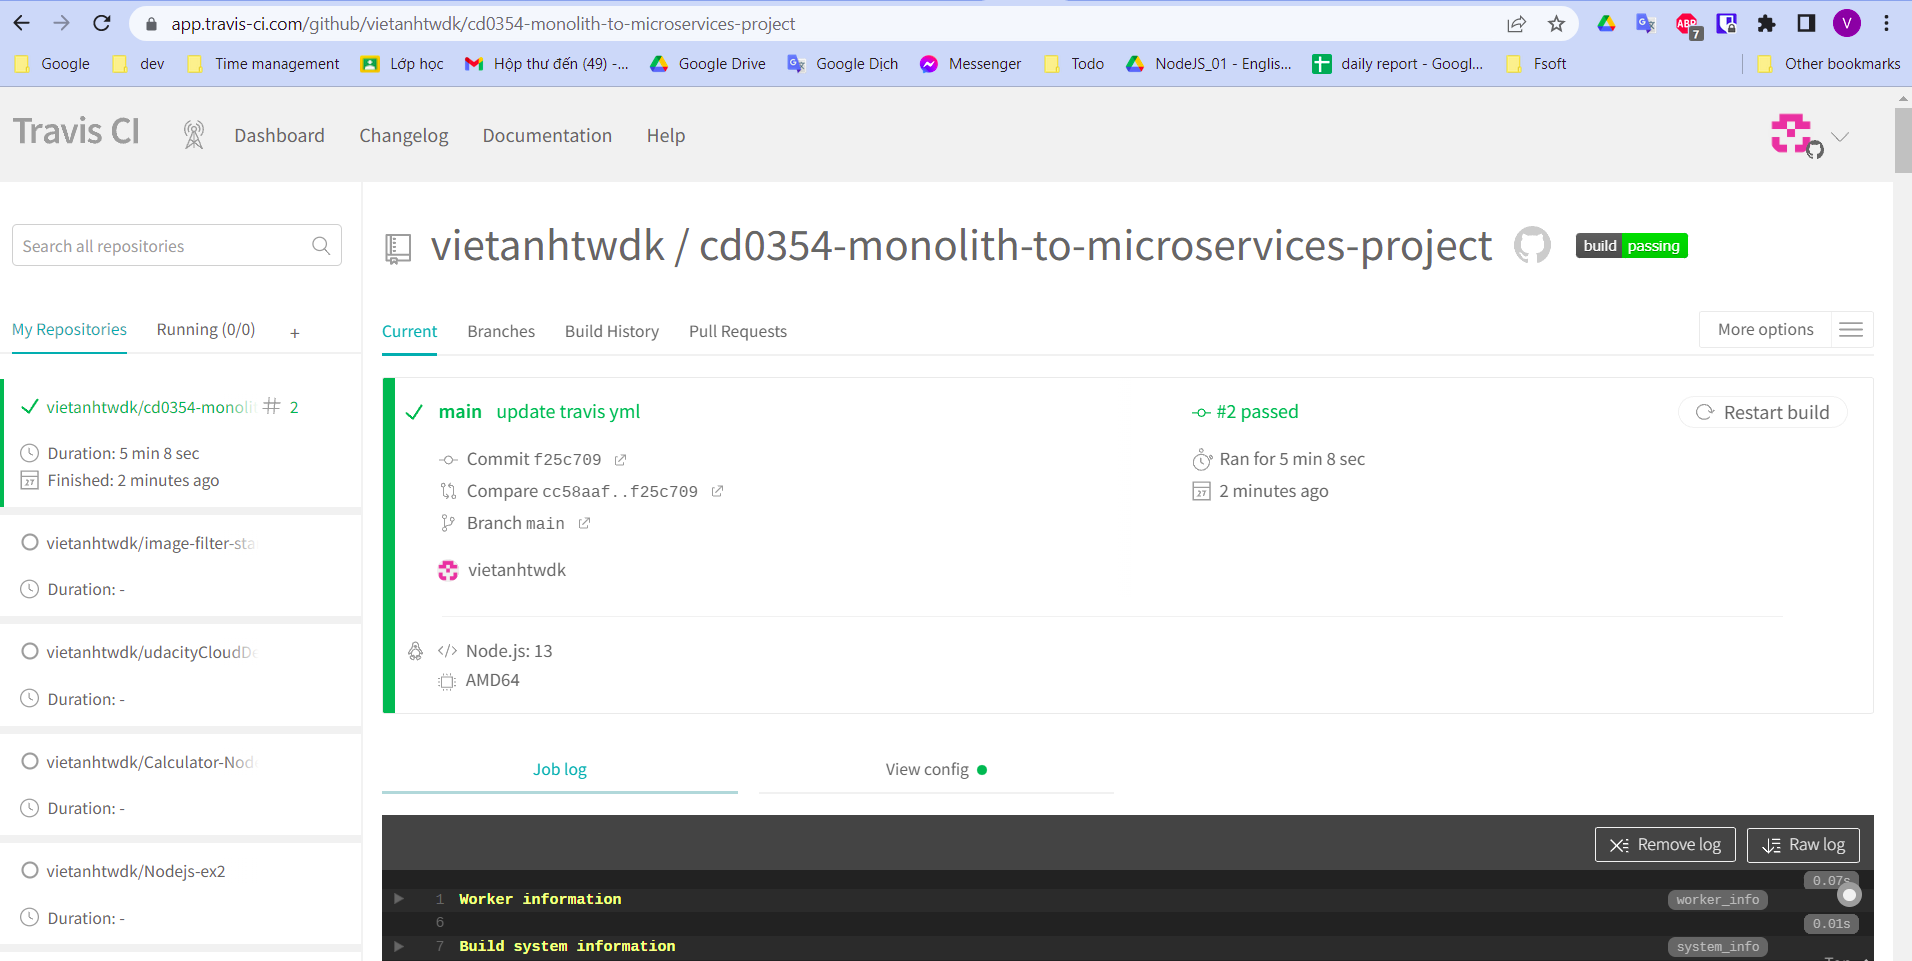 app.travis-ci.com/github/vietanhtwdk/cd0354-monolith-to-microservices-project
ABP
7
V
Google
dev
Time management
Lớp học
Hộp thư đến (49) -...
Google Drive
Google Dịch
Messenger
Todo
NodeJS_01 - Englis...
daily report - Googl...
Fsoft
Other bookmarks
Travis CI
Dashboard
Changelog
Documentation
Help
Search all repositories
vietanhtwdk / cd0354-monolith-to-microservices-project
build passing
My Repositories
Running (0/0)
+
Current
Branches
Build History
Pull Requests
More options
vietanhtwdk/cd0354-monolit # 2
Duration: 5 min 8 sec
Finished: 2 minutes ago
vietanhtwdk/image-filter-sta
Duration: -
vietanhtwdk/udacityCloudDe
Duration: -
vietanhtwdk/Calculator-Node
Duration: -
vietanhtwdk/Nodejs-ex2
Duration: -
main update travis yml
#2 passed
Restart build
Commit f25c709
Ran for 5 min 8 sec
Compare cc58aaf..f25c709
2 minutes ago
Branch main
vietanhtwdk
</> Node.js: 13
AMD64
Job log
View config
Remove log
Raw log
0.07s
1 Worker information
worker_info
6
0.01s
7 Build system information
system_info